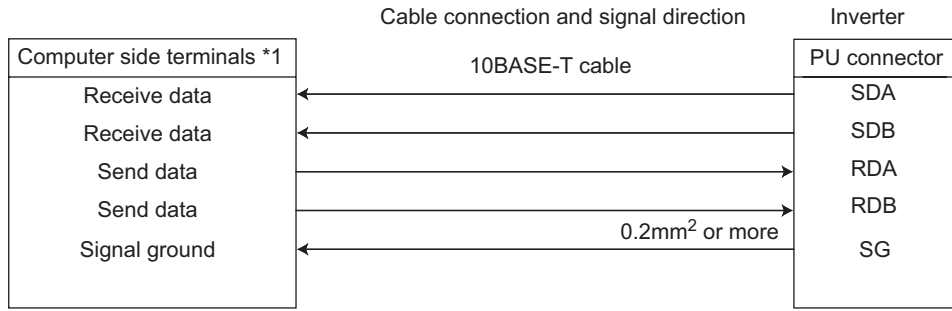 Cable connection and signal direction Inverter
Computer side terminals *1 10BASE-T cable PU connector
Receive data SDA
Receive data SDB
Send data RDA
Send data RDB
0.2mm² or more
Signal ground SG